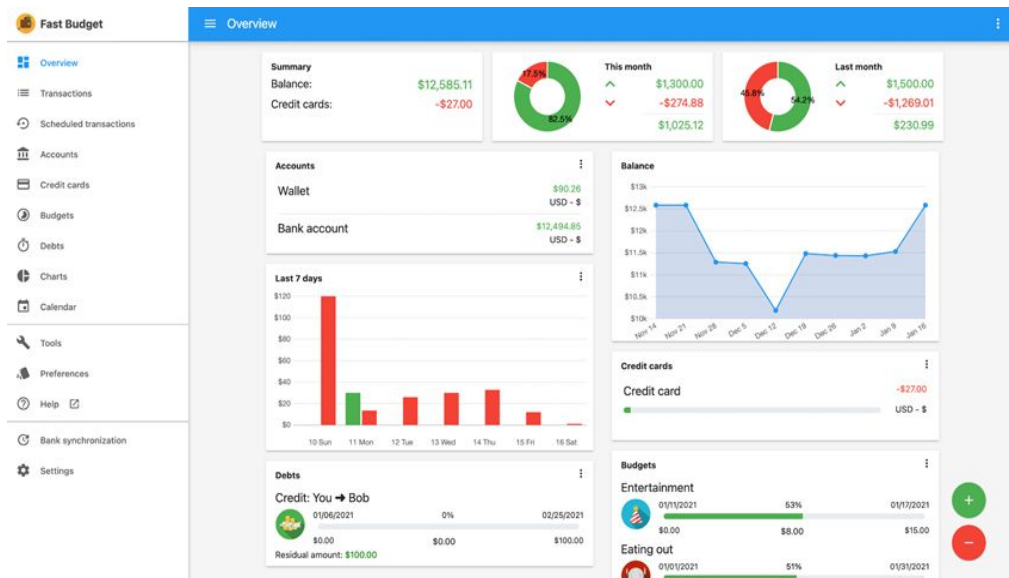 Fast Budget
Overview
Overview
Transactions
Scheduled transactions
Accounts
Credit cards
Budgets
Debts
Charts
Calendar
Tools
Preferences
Help
Bank synchronization
Settings
Summary
Balance: $12,585.11
Credit cards: -$27.00
17.5%
82.5%
This month
$1,300.00
-$274.88
$1,025.12
45.8%
54.2%
Last month
$1,500.00
-$1,269.01
$230.99
Accounts
Wallet $90.26
USD - $
Bank account $12,494.85
USD - $
Last 7 days
$120
$100
$80
$60
$40
$20
$0
10 Sun 11 Mon 12 Tue 13 Wed 14 Thu 15 Fri 16 Sat
Debts
Credit: You ➜ Bob
01/06/2021 0% 02/25/2021
$0.00 $0.00 $100.00
Residual amount: $100.00
Balance
$13k
$12.5k
$12k
$11.5k
$11k
$10.5k
$10k
Nov 14 Nov 21 Nov 28 Dec 5 Dec 12 Dec 19 Dec 26 Jan 2 Jan 9 Jan 16
Credit cards
Credit card -$27.00
USD - $
Budgets
Entertainment
01/11/2021 53% 01/17/2021
$0.00 $8.00 $15.00
Eating out
01/01/2021 51% 01/31/2021